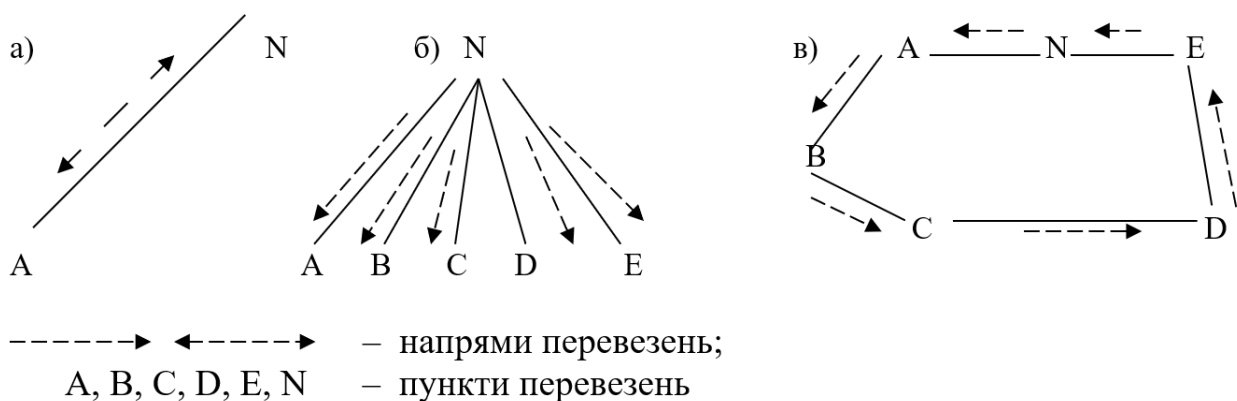 а) N б) N в) A N E
B
C D
A A B C D E
– напрями перевезень;
A, B, C, D, E, N – пункти перевезень